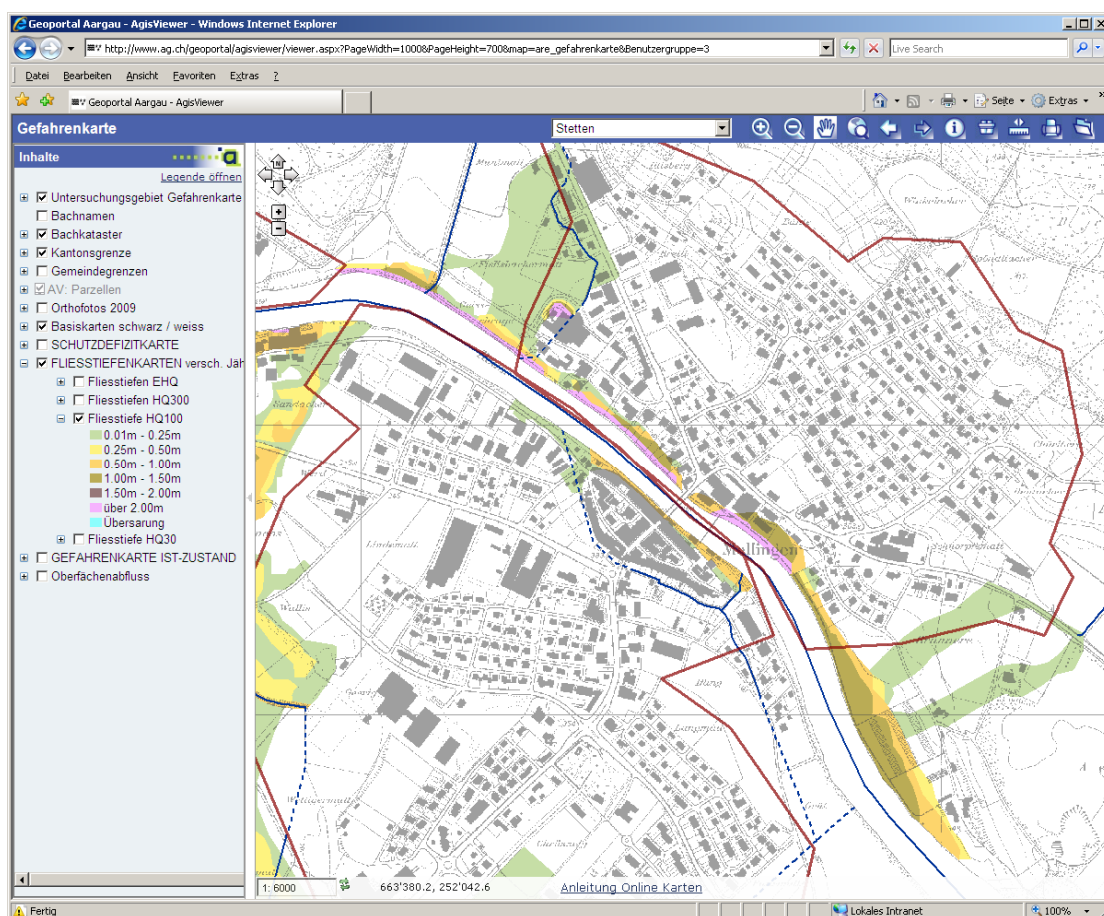 Geoportal Aargau - AgisViewer - Windows Internet Explorer
http://www.ag.ch/geoportal/agisviewer/viewer.aspx?PageWidth=1000&PageHeight=700&map=are_gefahrenkarte&Benutzergruppe=3
Live Search
Datei Bearbeiten Ansicht Favoriten Extras ?
Geoportal Aargau - AgisViewer
Seite Extras
Gefahrenkarte
Stetten
Inhalte
Legende öffnen
Untersuchungsgebiet Gefahrenkarte
Bachnamen
Bachkataster
Kantonsgrenze
Gemeindegrenzen
AV: Parzellen
Orthofotos 2009
Basiskarten schwarz / weiss
SCHUTZDEFIZITKARTE
FLIESSTIEFENKARTEN versch. Jäh
Fliesstiefen EHQ
Fliesstiefen HQ300
Fliesstiefe HQ100
0.01m - 0.25m
0.25m - 0.50m
0.50m - 1.00m
1.00m - 1.50m
1.50m - 2.00m
über 2.00m
Übersarung
Fliesstiefe HQ30
GEFAHRENKARTE IST-ZUSTAND
Oberfächenabfluss
N
Mellingen
1: 6000
663'380.2, 252'042.6
Anleitung Online Karten
Fertig
Lokales Intranet
100%